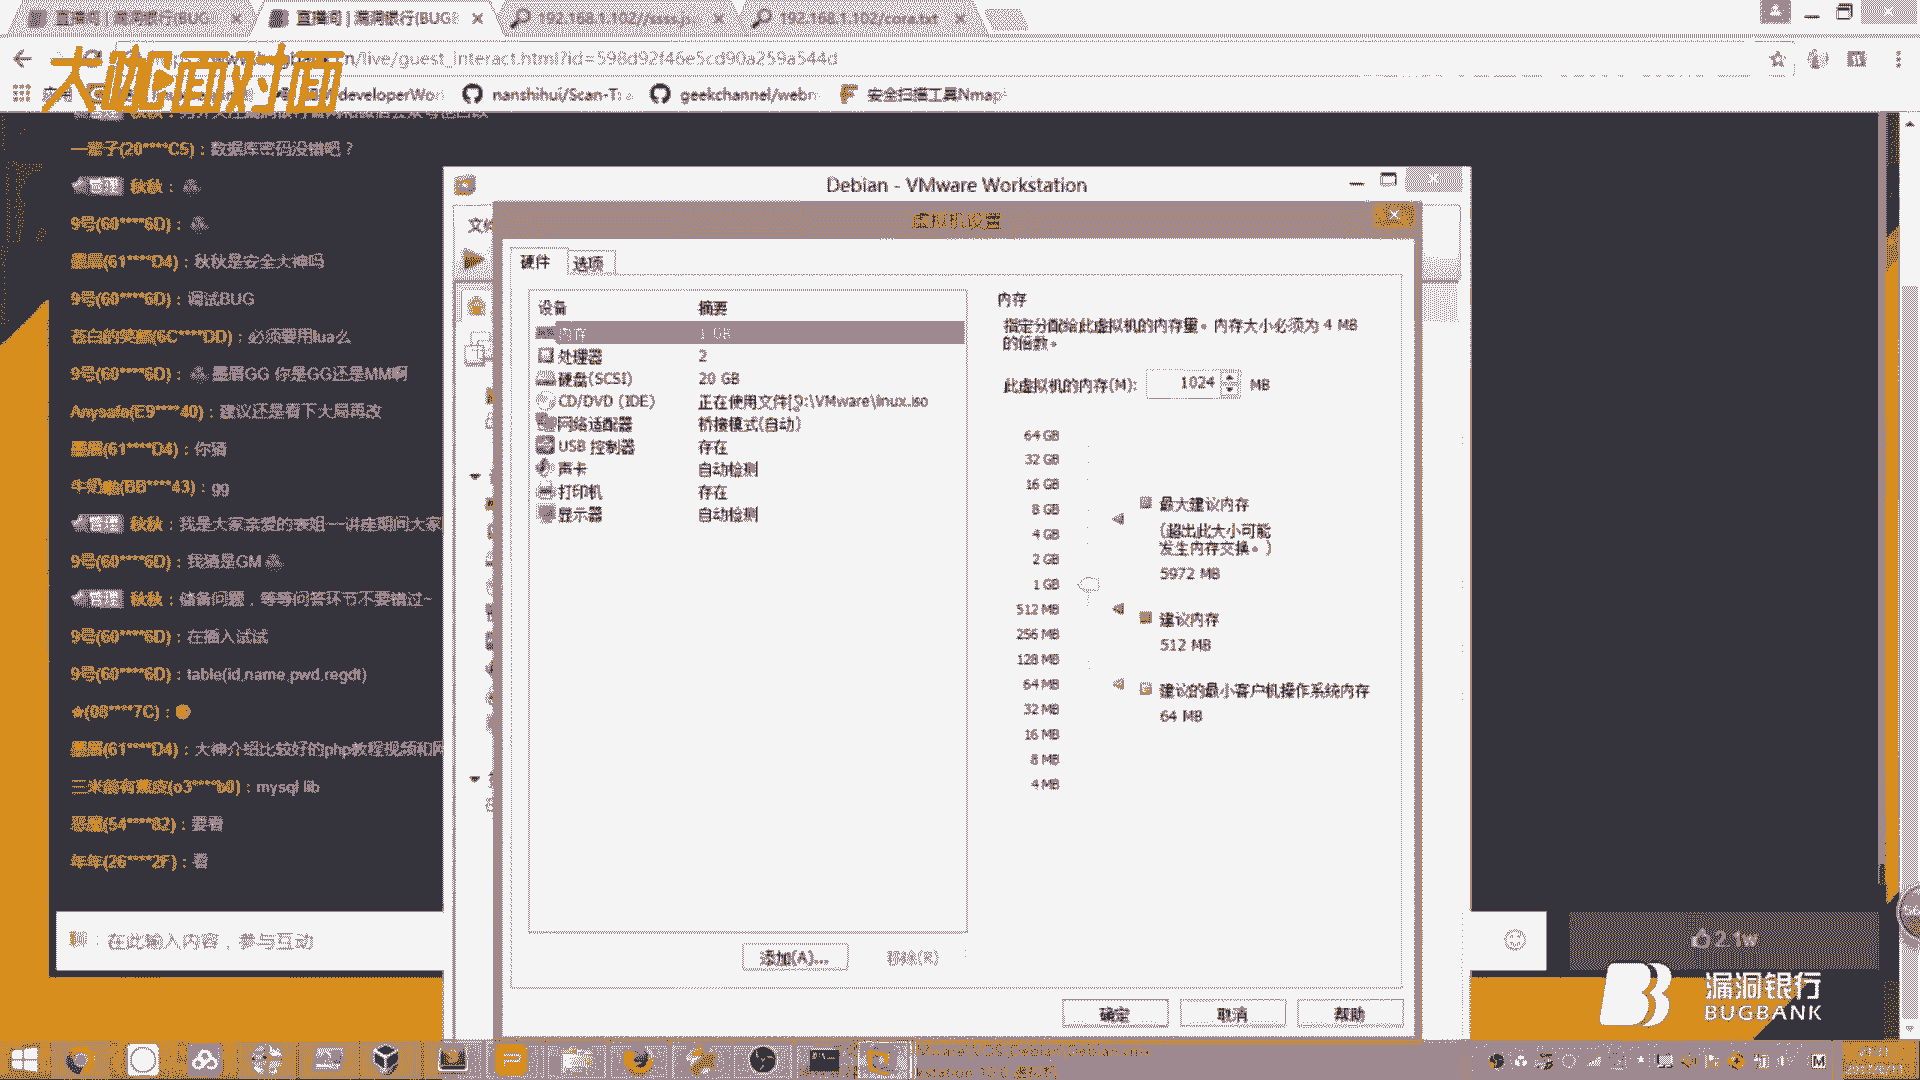 直播间 | 漏洞银行(BUGB
直播间 | 漏洞银行(BUGB
192.168.1.102//ssss.js
192.168.1.102/cora.txt
大咖面对面
cn/live/guest_interact.html?id=598d92f46e5cd90a259a544d
developerWor
nanshihui/Scan-T
geekchannel/webm
安全扫描工具Nmap
一辈子(20****C5)：数据库密码没错吧？
管理 秋秋：
9号(60****6D)：
墨眉(61****D4)：秋秋是安全大神吗
9号(60****6D)：调试BUG
苍白的笑颜(6C****DD)：必须要用lua么
9号(60****6D)： 墨眉GG 你是GG还是MM啊
Anysafe(E9****40)：建议还是看下大局再改
墨眉(61****D4)：你猜
(BB****43)：gg
管理 秋秋：我是大家亲爱的表姐~~讲座期间大家
9号(60****6D)：我猜是GM
管理 秋秋：储备问题，等等问答环节不要错过~
9号(60****6D)：在插入试试
9号(60****6D)：table(id,name,pwd,regdt)
★(08****7C)：
墨眉(61****D4)：大神介绍比较好的php教程视频和网
(o3****b0)：mysql lib
恶魔(54****82)：要看
年年(26****2F)：看
在此输入内容，参与互动
Debian - VMware Workstation
虚拟机设置
硬件
选项
设备 摘要
内存 1 GB
处理器 2
硬盘(SCSI) 20 GB
CD/DVD (IDE) 正在使用文件 D:\VMware\linux.iso
网络适配器 桥接模式(自动)
USB 控制器 存在
声卡 自动检测
打印机 存在
显示器 自动检测
添加(A)...
移除(R)
内存
指定分配给此虚拟机的内存量。内存大小必须为 4 MB
的倍数。
此虚拟机的内存(M): 1024 MB
64 GB
32 GB
16 GB
8 GB
4 GB
2 GB
1 GB
512 MB
256 MB
128 MB
64 MB
32 MB
16 MB
8 MB
4 MB
最大建议内存
(超出此大小可能
发生内存交换。)
5972 MB
建议内存
512 MB
建议的最小客户机操作系统内存
64 MB
确定
取消
帮助
2.1w
漏洞银行
BUGBANK